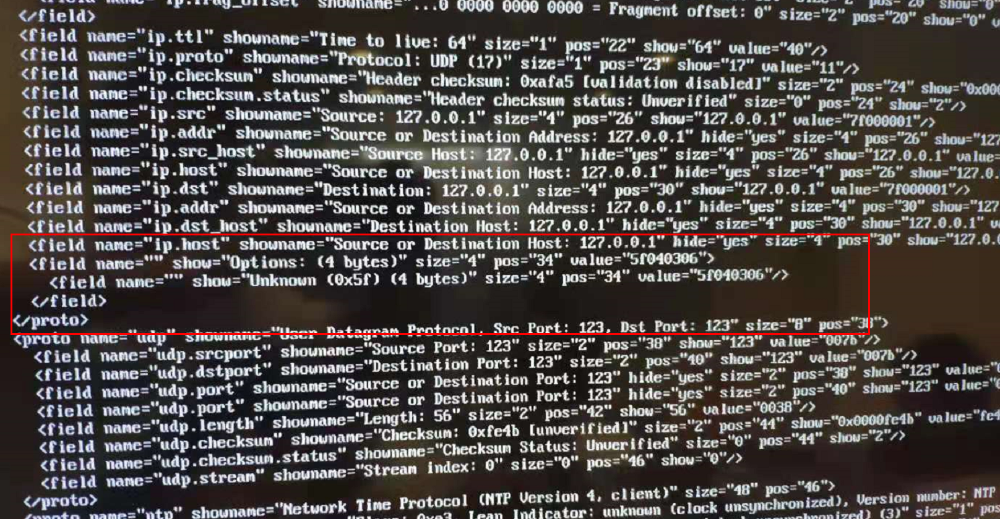 ip.frag_offset" showname="...0 0000 0000 0000 = Fragment offset: 0" size="2" pos="20" show="0"
</field>
<field name="ip.ttl" showname="Time to live: 64" size="1" pos="22" show="64" value="40"/>
<field name="ip.proto" showname="Protocol: UDP (17)" size="1" pos="23" show="17" value="11"/>
<field name="ip.checksum" showname="Header checksum: 0xafa5 [validation disabled]" size="2" pos="24" show="0x000
<field name="ip.checksum.status" showname="Header checksum status: Unverified" size="0" pos="24" show="2"/>
<field name="ip.src" showname="Source: 127.0.0.1" size="4" pos="26" show="127.0.0.1" value="7f000001"/>
<field name="ip.addr" showname="Source or Destination Address: 127.0.0.1" hide="yes" size="4" pos="26" show="127
<field name="ip.src_host" showname="Source Host: 127.0.0.1" hide="yes" size="4" pos="26" show="127.0.0.1" value=
<field name="ip.host" showname="Source or Destination Host: 127.0.0.1" hide="yes" size="4" pos="26" show="127.0.
<field name="ip.dst" showname="Destination: 127.0.0.1" size="4" pos="30" show="127.0.0.1" value="7f000001"/>
<field name="ip.addr" showname="Source or Destination Address: 127.0.0.1" hide="yes" size="4" pos="30" show="127
<field name="ip.dst_host" showname="Destination Host: 127.0.0.1" hide="yes" size="4" pos="30" show="127.0.0.1"
<field name="ip.host" showname="Source or Destination Host: 127.0.0.1" hide="yes" size="4" pos="30" show="127.0.
<field name="" show="Options: (4 bytes)" size="4" pos="34" value="5f040306">
<field name="" show="Unknown (0x5f) (4 bytes)" size="4" pos="34" value="5f040306"/>
</field>
</proto>
<proto name="udp" showname="User Datagram Protocol, Src Port: 123, Dst Port: 123" size="8" pos="38">
<field name="udp.srcport" showname="Source Port: 123" size="2" pos="38" show="123" value="007b"/>
<field name="udp.dstport" showname="Destination Port: 123" size="2" pos="40" show="123" value="007b"/>
<field name="udp.port" showname="Source or Destination Port: 123" hide="yes" size="2" pos="38" show="123" value="
<field name="udp.port" showname="Source or Destination Port: 123" hide="yes" size="2" pos="40" show="123" value="
<field name="udp.length" showname="Length: 56" size="2" pos="42" show="56" value="0038"/>
<field name="udp.checksum" showname="Checksum: 0xfe4b [unverified]" size="2" pos="44" show="0x0000fe4b" value="fe4
<field name="udp.checksum.status" showname="Checksum Status: Unverified" size="0" pos="44" show="2"/>
<field name="udp.stream" showname="Stream index: 0" size="0" pos="46" show="0"/>
</proto>
<proto name="ntp" showname="Network Time Protocol (NTP Version 4, client)" size="48" pos="46">
0xe3, Leap Indicator: unknown (clock unsynchronized), Version number: NTP
(3)" size="1" pos